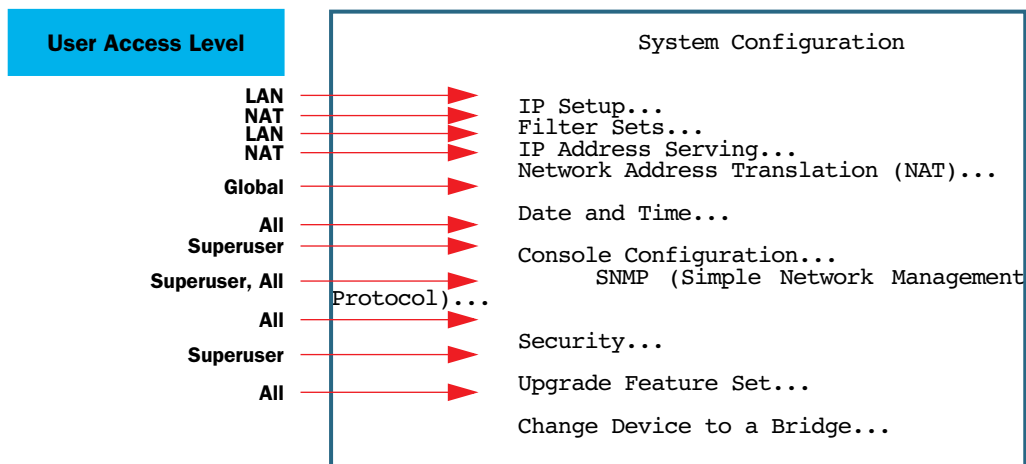 User Access Level
System Configuration
LAN
IP Setup...
NAT
Filter Sets...
LAN
IP Address Serving...
NAT
Network Address Translation (NAT)...
Global
Date and Time...
All
Superuser
Console Configuration...
Superuser, All
SNMP (Simple Network Management
Protocol)...
All
Security...
Superuser
Upgrade Feature Set...
All
Change Device to a Bridge...